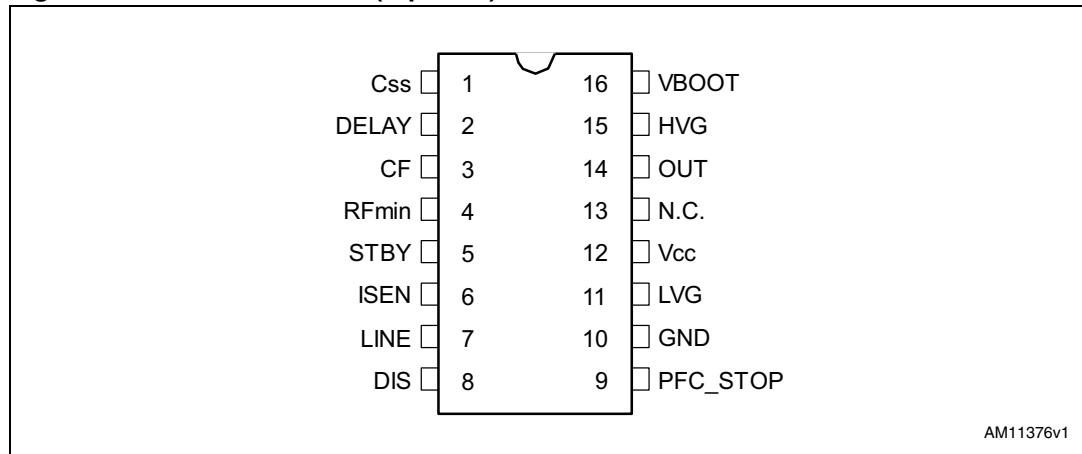 Css 1 16 VBOOT
DELAY 2 15 HVG
CF 3 14 OUT
RFmin 4 13 N.C.
STBY 5 12 Vcc
ISEN 6 11 LVG
LINE 7 10 GND
DIS 8 9 PFC_STOP
AM11376v1